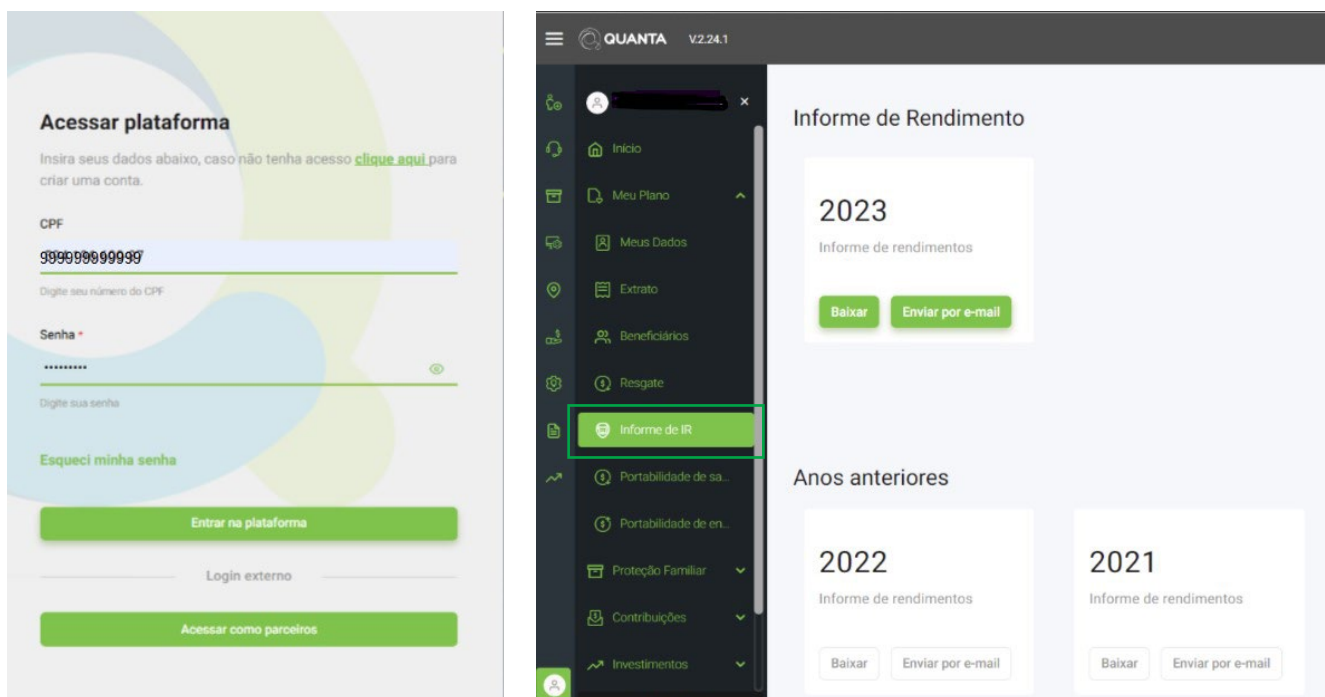 Acessar plataforma
Insira seus dados abaixo, caso não tenha acesso clique aqui para
criar uma conta.
CPF
Digite seu número do CPF
Senha *
•••••••••
Digite sua senha
Esqueci minha senha
Entrar na plataforma
Login externo
Acessar como parceiros
QUANTA V.2.24.1
Início
Meu Plano
Meus Dados
Extrato
Beneficiários
Resgate
Informe de IR
Portabilidade de sa...
Portabilidade de en...
Proteção Familiar
Contribuições
Investimentos
Informe de Rendimento
2023
Informe de rendimentos
Baixar Enviar por e-mail
Anos anteriores
2022
Informe de rendimentos
Baixar Enviar por e-mail
2021
Informe de rendimentos
Baixar Enviar por e-mail